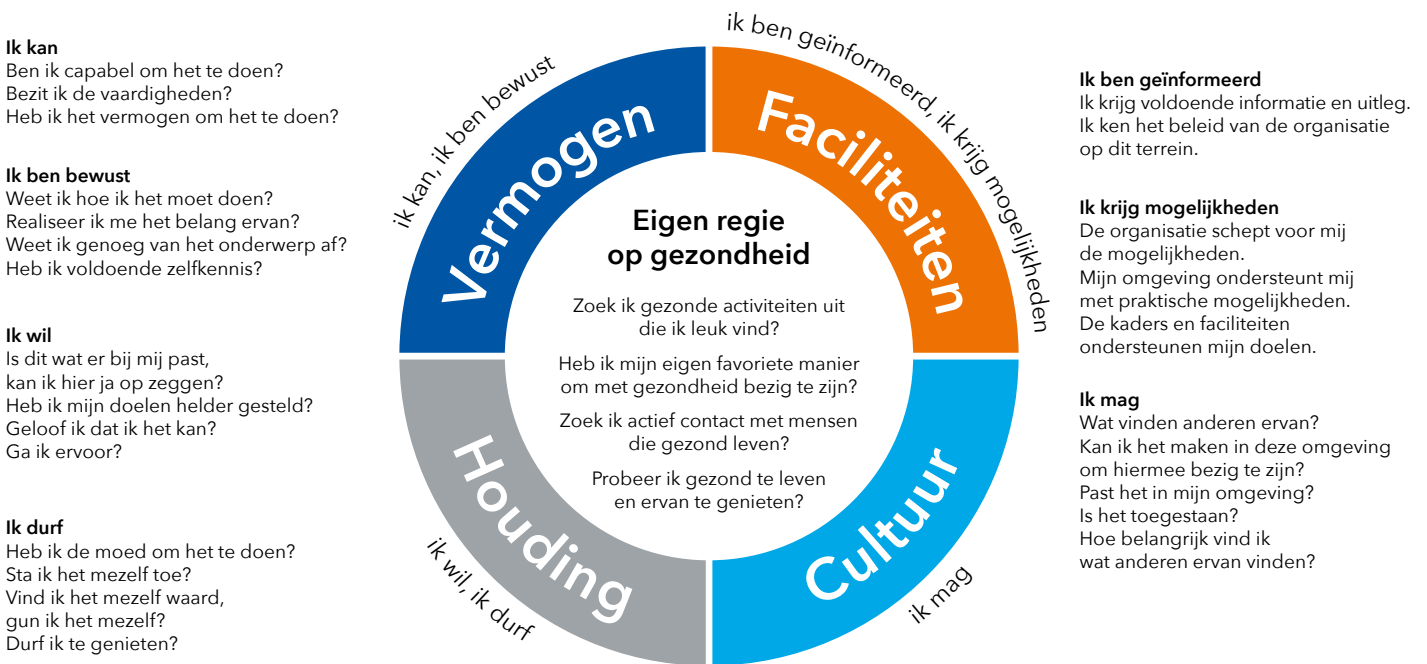 Ik kan
Ben ik capabel om het te doen?
Bezit ik de vaardigheden?
Heb ik het vermogen om het te doen?
Ik ben bewust
Weet ik hoe ik het moet doen?
Realiseer ik me het belang ervan?
Weet ik genoeg van het onderwerp af?
Heb ik voldoende zelfkennis?
Ik wil
Is dit wat er bij mij past,
kan ik hier ja op zeggen?
Heb ik mijn doelen helder gesteld?
Geloof ik dat ik het kan?
Ga ik ervoor?
Ik durf
Heb ik de moed om het te doen?
Sta ik het mezelf toe?
Vind ik het mezelf waard,
gun ik het mezelf?
Durf ik te genieten?
ik kan, ik ben bewust
Vermogen
ik ben geïnformeerd, ik krijg mogelijkheden
Faciliteiten
Eigen regie
op gezondheid
Zoek ik gezonde activiteiten uit
die ik leuk vind?
Heb ik mijn eigen favoriete manier
om met gezondheid bezig te zijn?
Zoek ik actief contact met mensen
die gezond leven?
Probeer ik gezond te leven
en ervan te genieten?
Houding
ik wil, ik durf
Cultuur
ik mag
Ik ben geïnformeerd
Ik krijg voldoende informatie en uitleg.
Ik ken het beleid van de organisatie
op dit terrein.
Ik krijg mogelijkheden
De organisatie schept voor mij
de mogelijkheden.
Mijn omgeving ondersteunt mij
met praktische mogelijkheden.
De kaders en faciliteiten
ondersteunen mijn doelen.
Ik mag
Wat vinden anderen ervan?
Kan ik het maken in deze omgeving
om hiermee bezig te zijn?
Past het in mijn omgeving?
Is het toegestaan?
Hoe belangrijk vind ik
wat anderen ervan vinden?